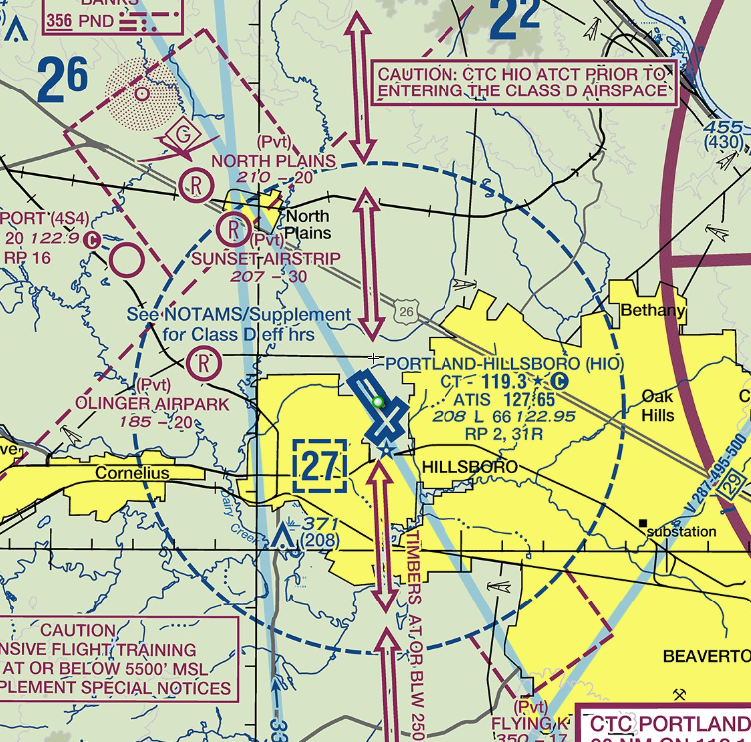 BANKS
356 PND
2²
2⁶
CAUTION: CTC HIO ATCT PRIOR TO
ENTERING THE CLASS D AIRSPACE
455
(430)
G
(Pvt)
NORTH PLAINS
210 - 20
R
North
Plains
R
PORT (4S4)
20 122.9 C
RP 16
(Pvt)
SUNSET AIRSTRIP
207 - 30
26
See NOTAMS/Supplement
for Class D eff hrs
Bethany
R
(Pvt)
OLINGER AIRPARK
185 - 20
PORTLAND-HILLSBORO (HIO)
CT - 119.3 ★ C
ATIS 127.65
208 L 66 122.95
RP 2, 31R
Oak
Hills
27
HILLSBORO
Cornelius
Dairy Creek
V 287-495-500
29
371
(208)
substation
TIMBERS AT OR BLW 250
CAUTION
NSIVE FLIGHT TRAINING
AT OR BELOW 5500' MSL
PLEMENT SPECIAL NOTICES
BEAVERTO
33
(Pvt)
FLYING K
350 - 17
CTC PORTLAND